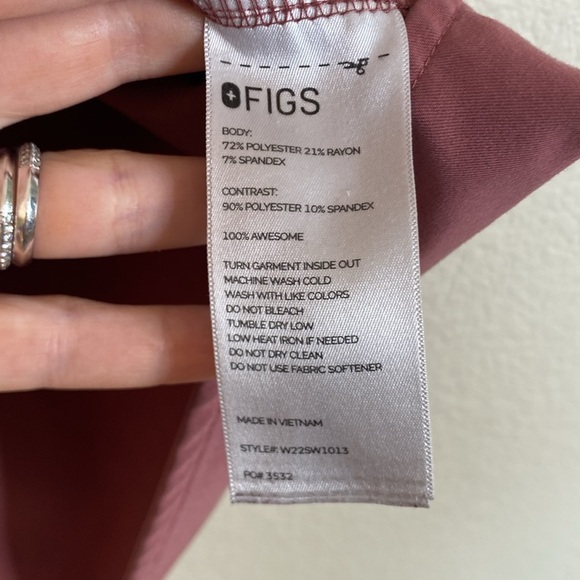 FIGS
BODY:
72% POLYESTER 21% RAYON
7% SPANDEX
CONTRAST:
90% POLYESTER 10% SPANDEX
100% AWESOME
TURN GARMENT INSIDE OUT
MACHINE WASH COLD
WASH WITH LIKE COLORS
DO NOT BLEACH
TUMBLE DRY LOW
LOW HEAT IRON IF NEEDED
DO NOT DRY CLEAN
DO NOT USE FABRIC SOFTENER
MADE IN VIETNAM
STYLE#: W22SW1013
PO# 3532